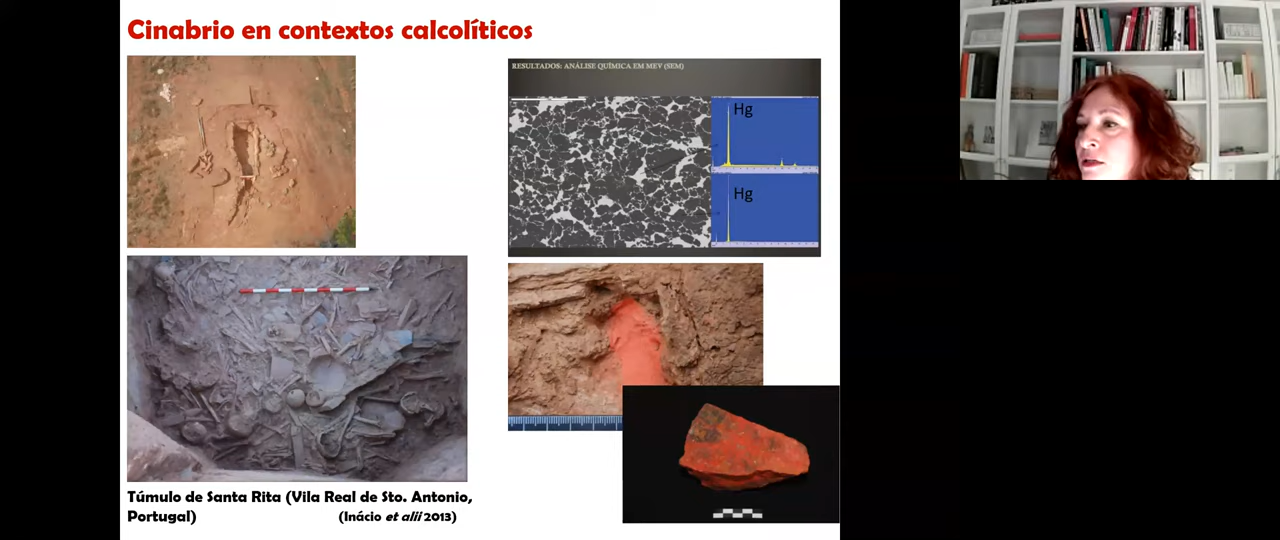 Cinabrio en contextos calcolíticos
RESULTADOS: ANÁLISE QUÍMICA EM MEV (SEM)
Hg
Hg
Túmulo de Santa Rita (Vila Real de Sto. Antonio,
Portugal) (Inácio et alii 2013)